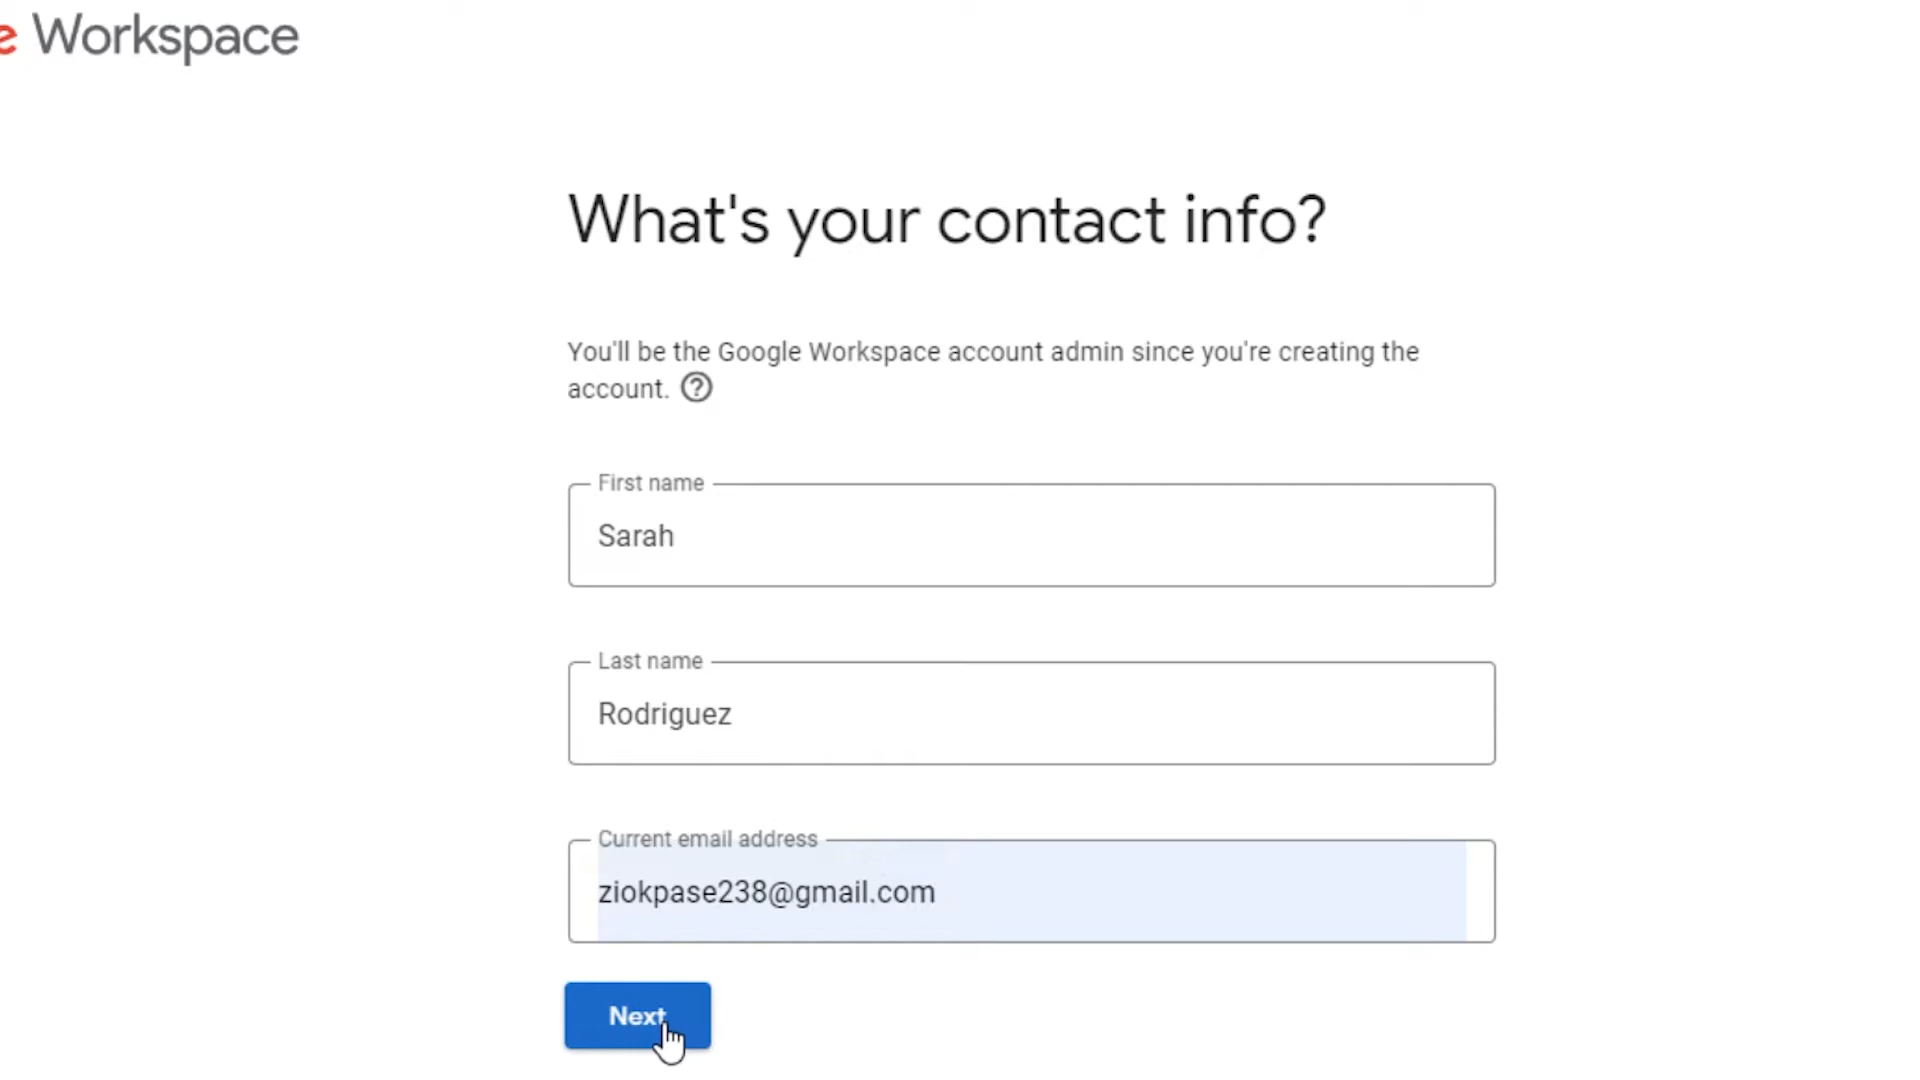 e Workspace
What's your contact info?
You'll be the Google Workspace account admin since you're creating the
account.
First name
Sarah
Last name
Rodriguez
Current email address
ziokpase238@gmail.com
Next